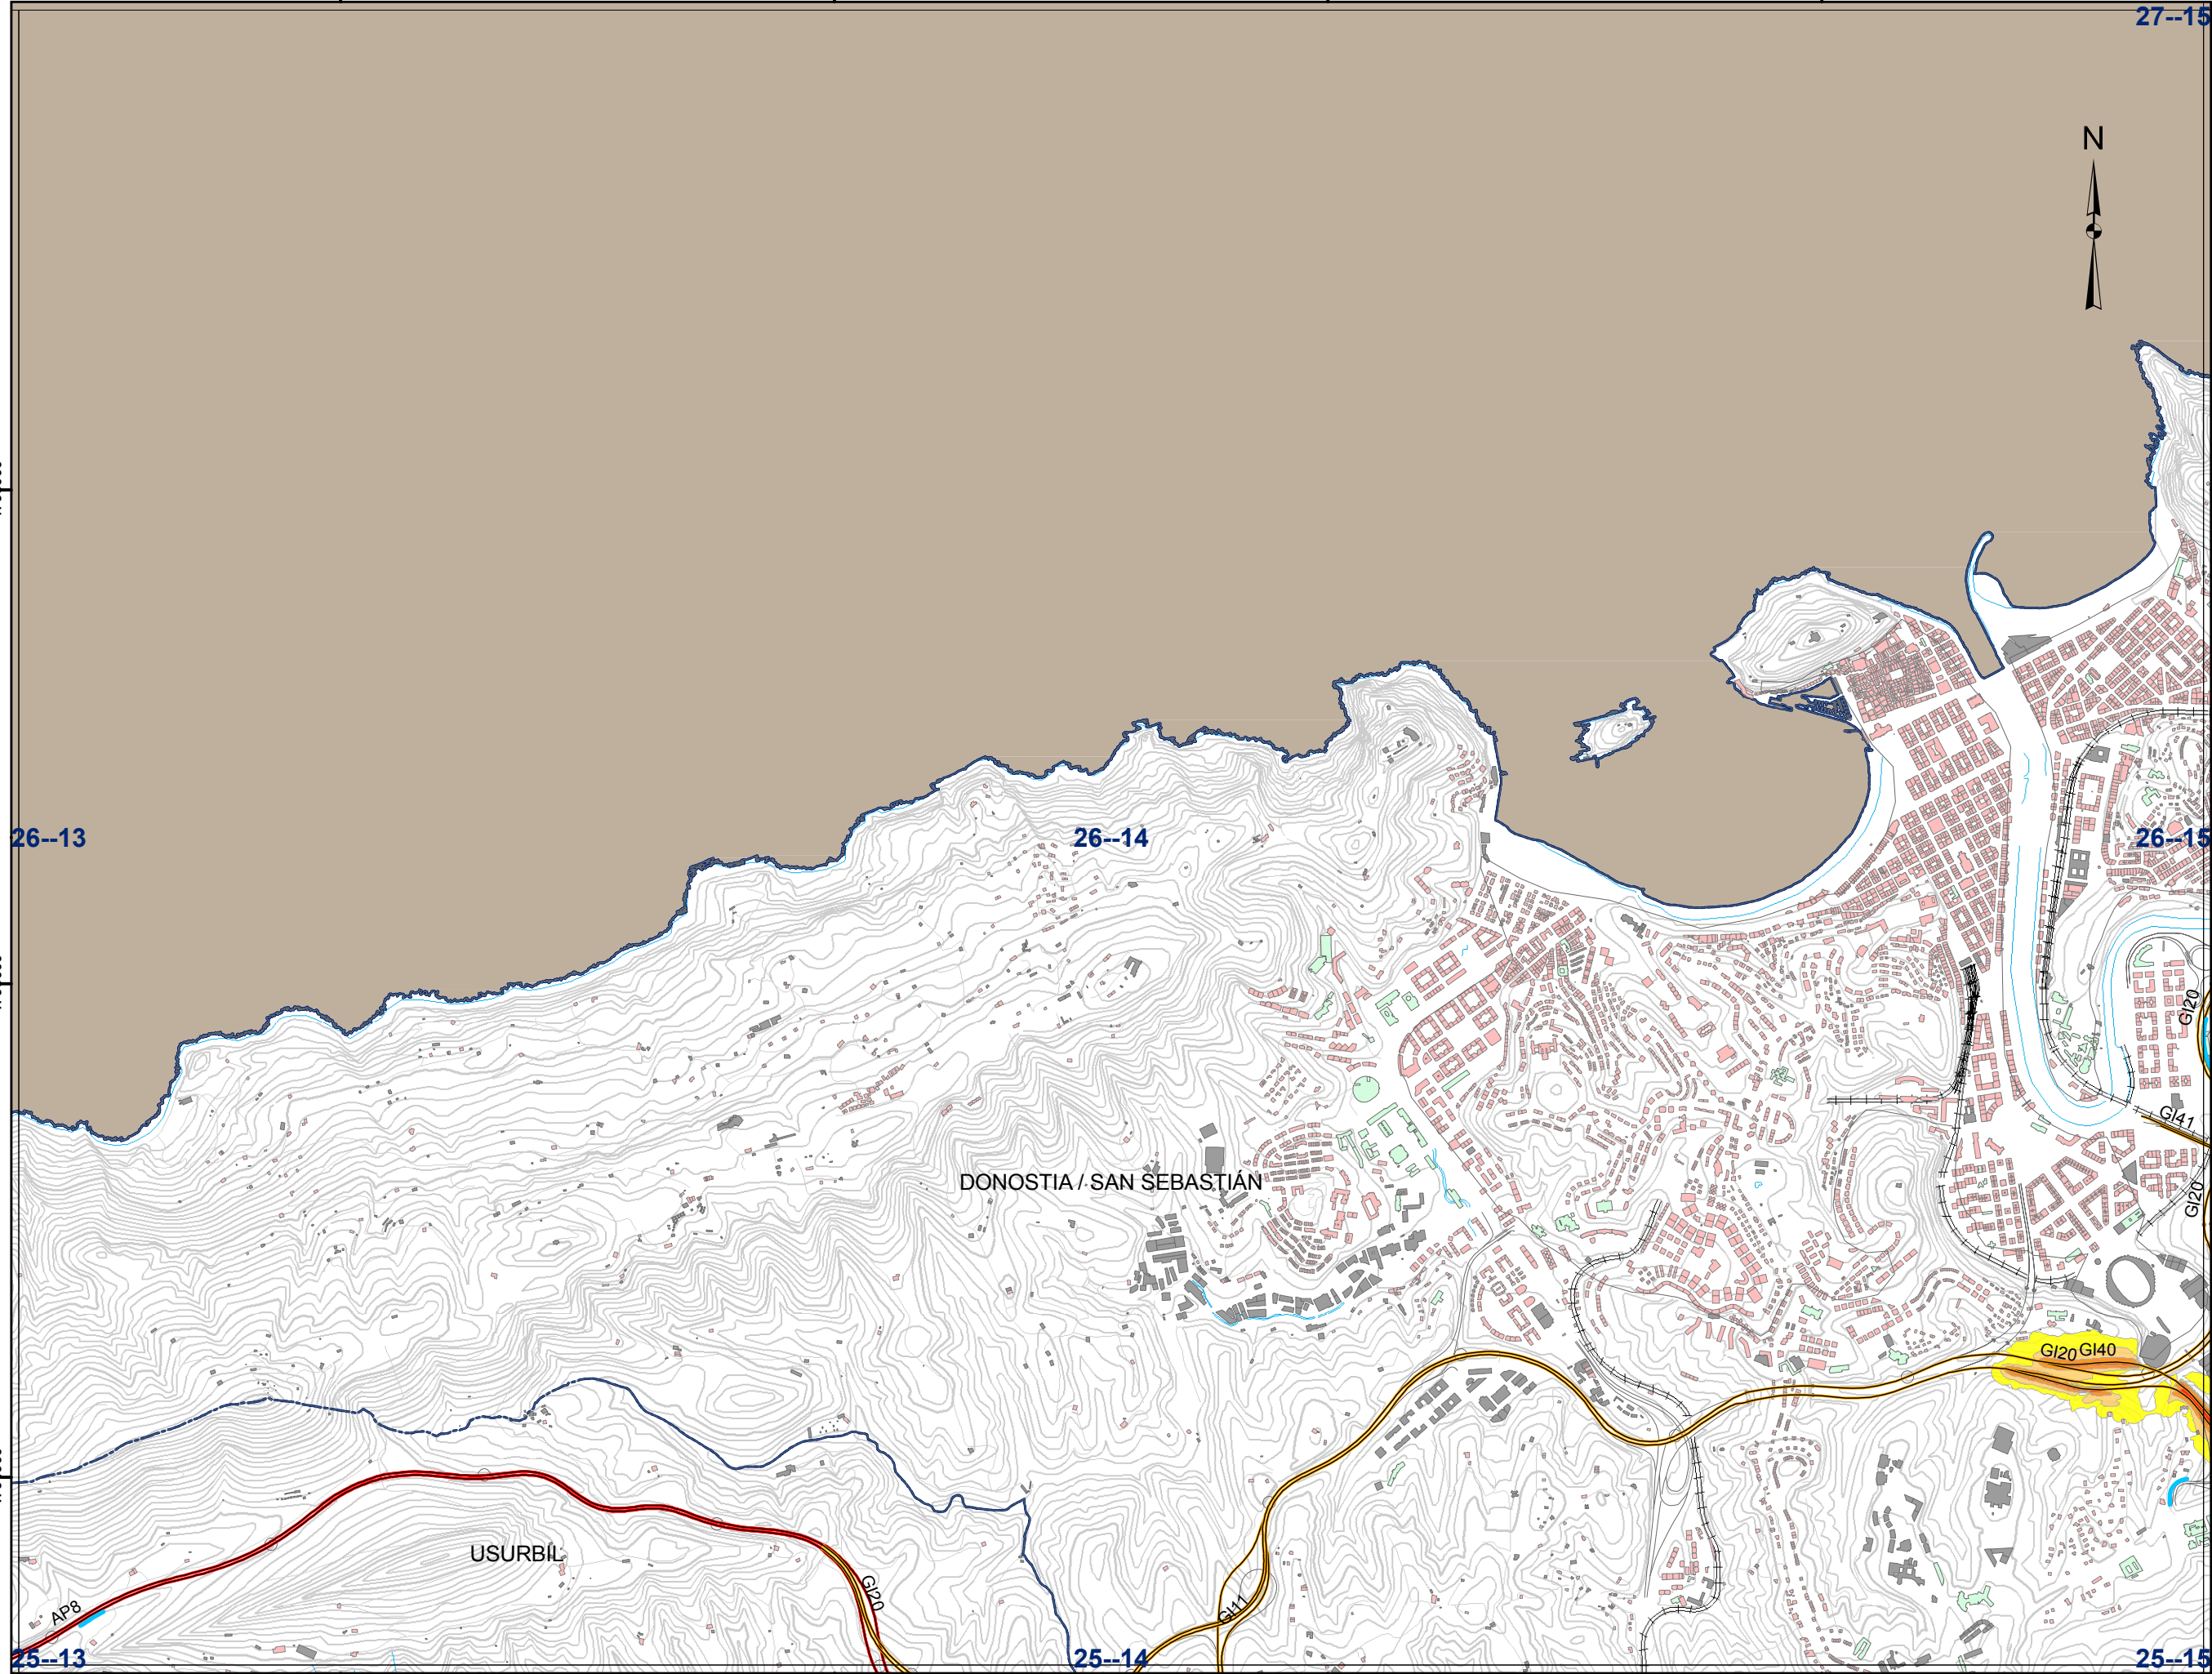 27--15
N
26--13
26--14
26--15
GI20
GI41
DONOSTIA / SAN SEBASTIÁN
GI20
GI20 GI40
USURBIL
AP8
GI20
GI11
25--13
25--14
25--15